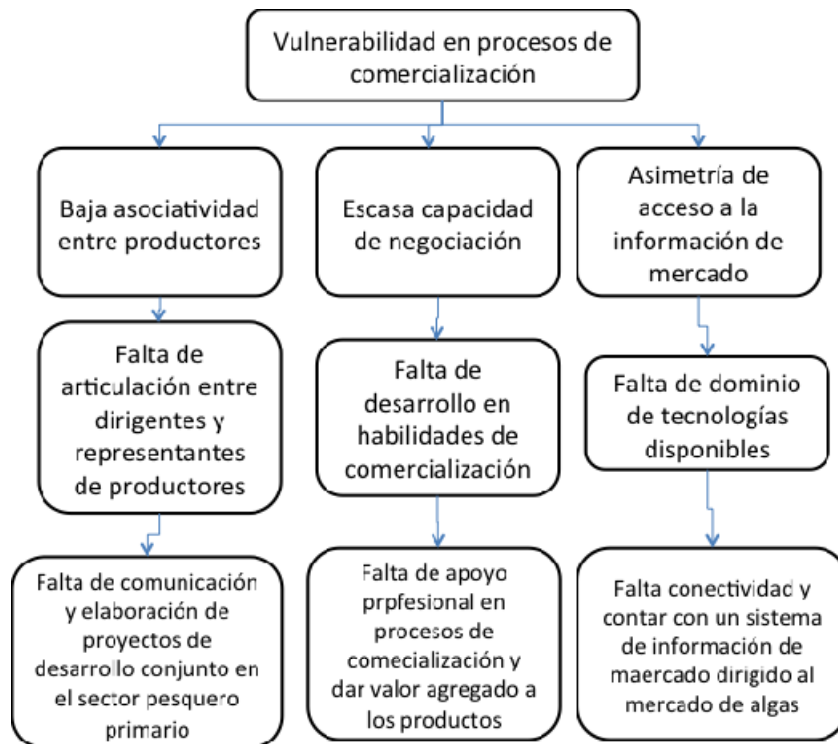 Vulnerabilidad en procesos de
comercialización
Baja asociatividad
entre productores
Escasa capacidad
de negociación
Asimetría de
acceso a la
información de
mercado
Falta de
articulación entre
dirigentes y
representantes
de productores
Falta de
desarrollo en
habilidades de
comercialización
Falta de dominio
de tecnologías
disponibles
Falta de comunicación
y elaboración de
proyectos de
desarrollo conjunto en
el sector pesquero
primario
Falta de apoyo
prpfesional en
procesos de
comecialización y
dar valor agregado a
los productos
Falta conectividad y
contar con un sistema
de información de
maercado dirigido al
mercado de algas